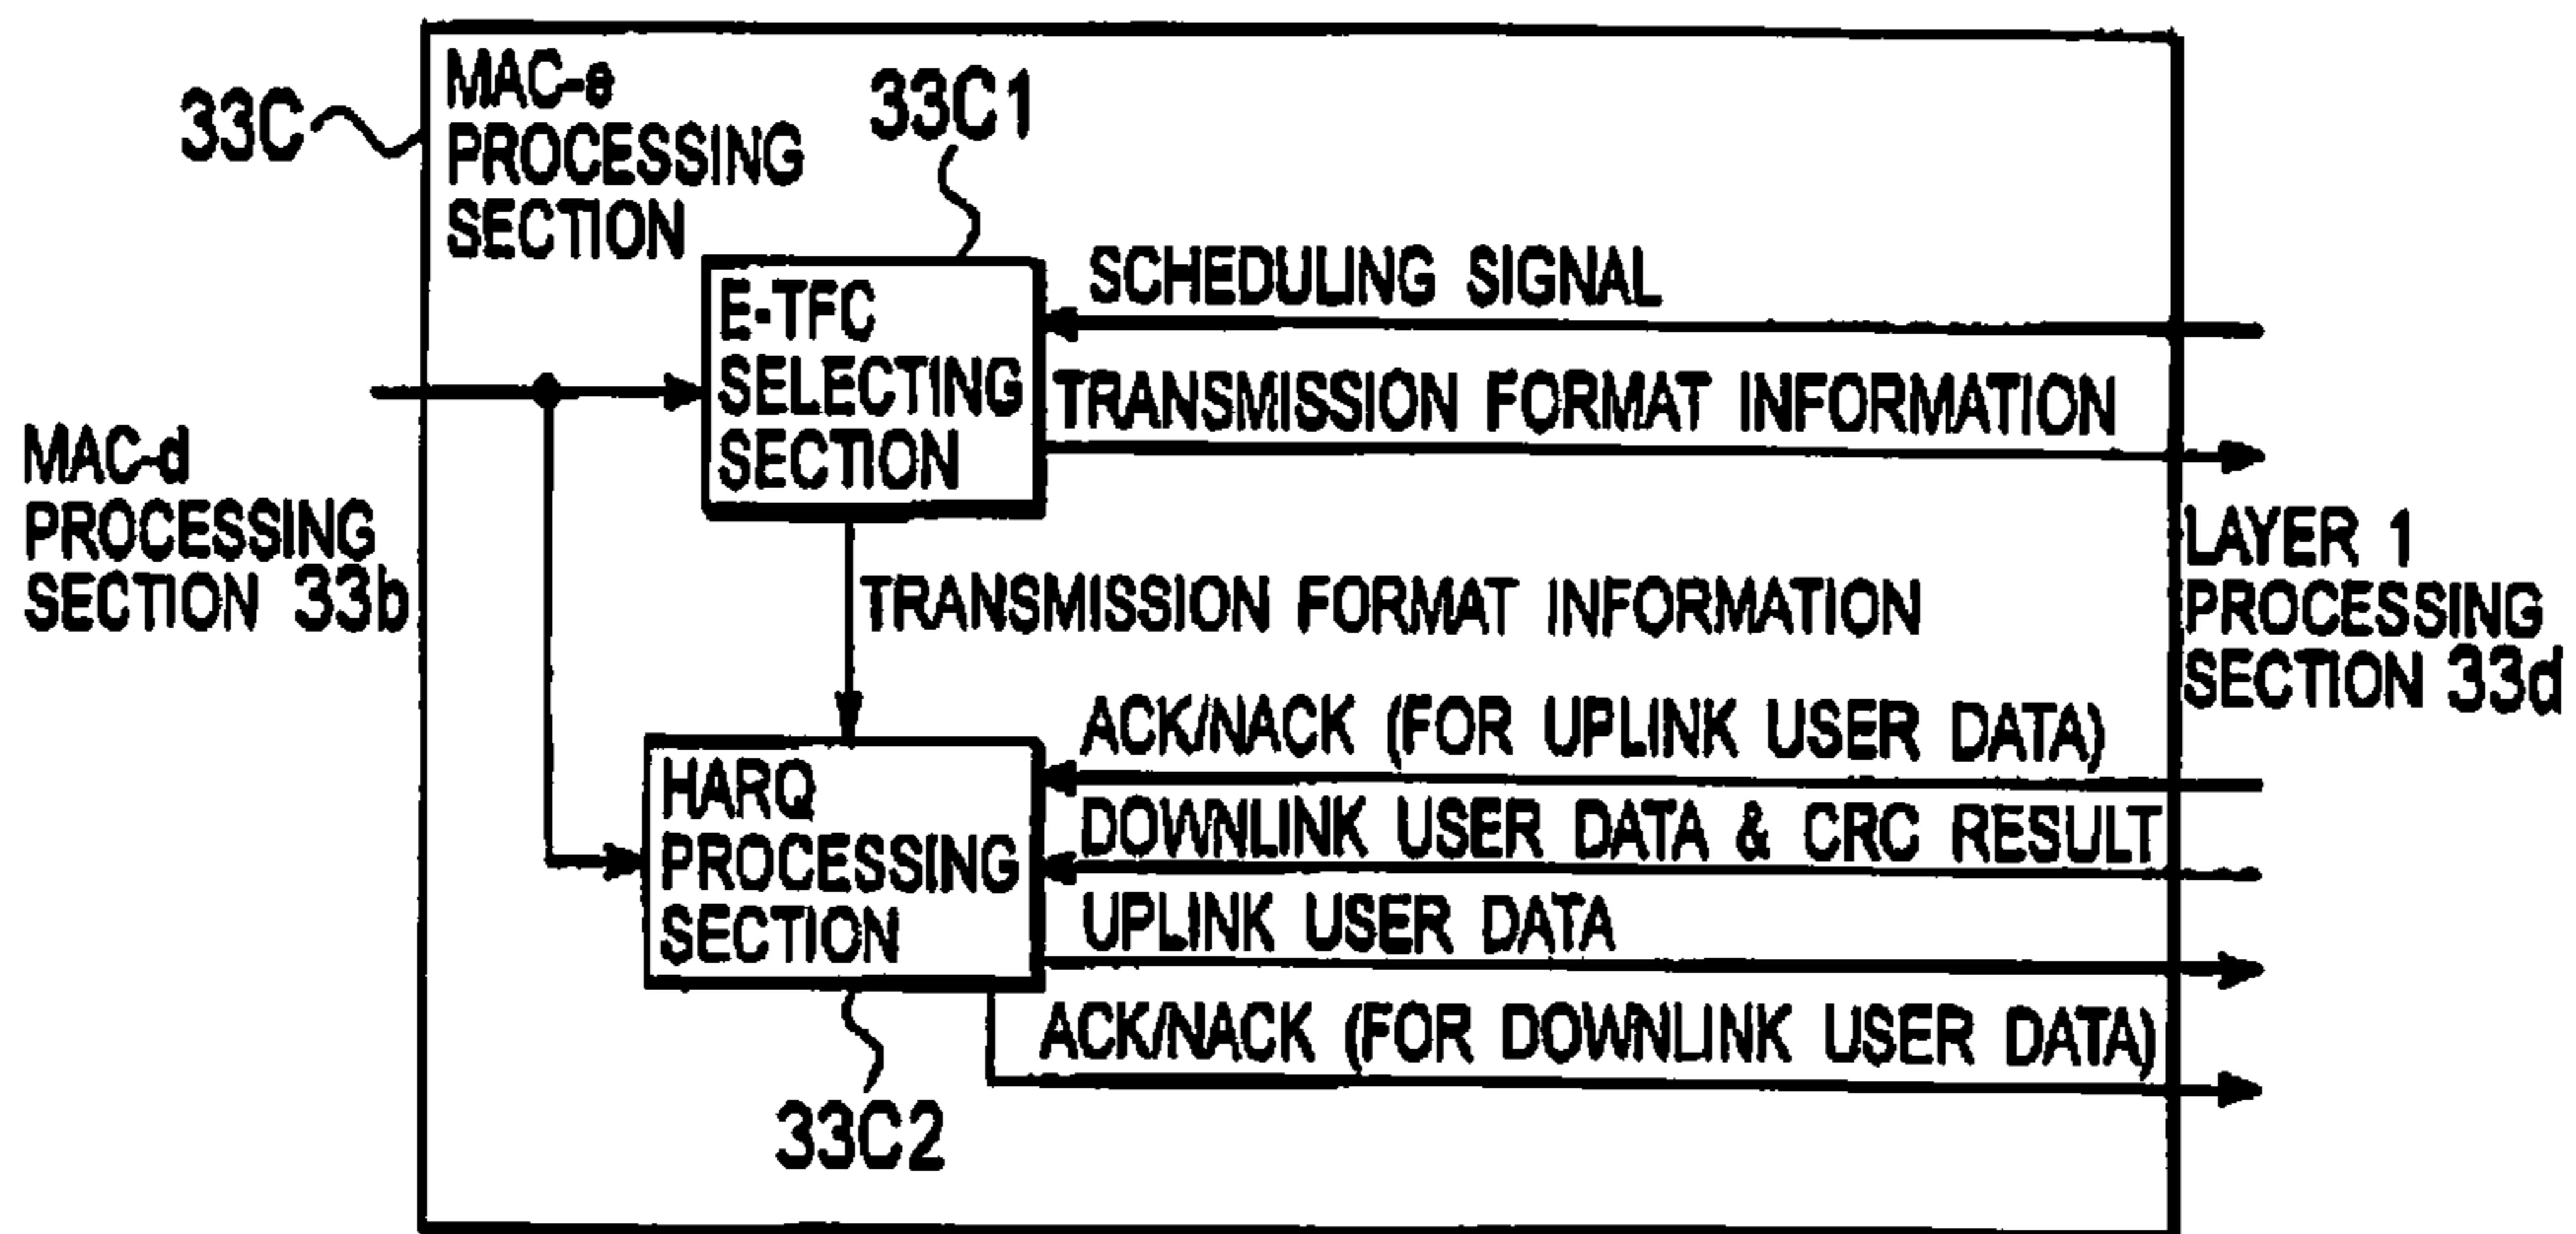 33C
MAC-e
PROCESSING
SECTION
33C1
E-TFC
SELECTING
SECTION
SCHEDULING SIGNAL
TRANSMISSION FORMAT INFORMATION
MAC-d
PROCESSING
SECTION 33b
LAYER 1
PROCESSING
SECTION 33d
TRANSMISSION FORMAT INFORMATION
HARQ
PROCESSING
SECTION
ACK/NACK (FOR UPLINK USER DATA)
DOWNLINK USER DATA & CRC RESULT
UPLINK USER DATA
ACK/NACK (FOR DOWNLINK USER DATA)
33C2